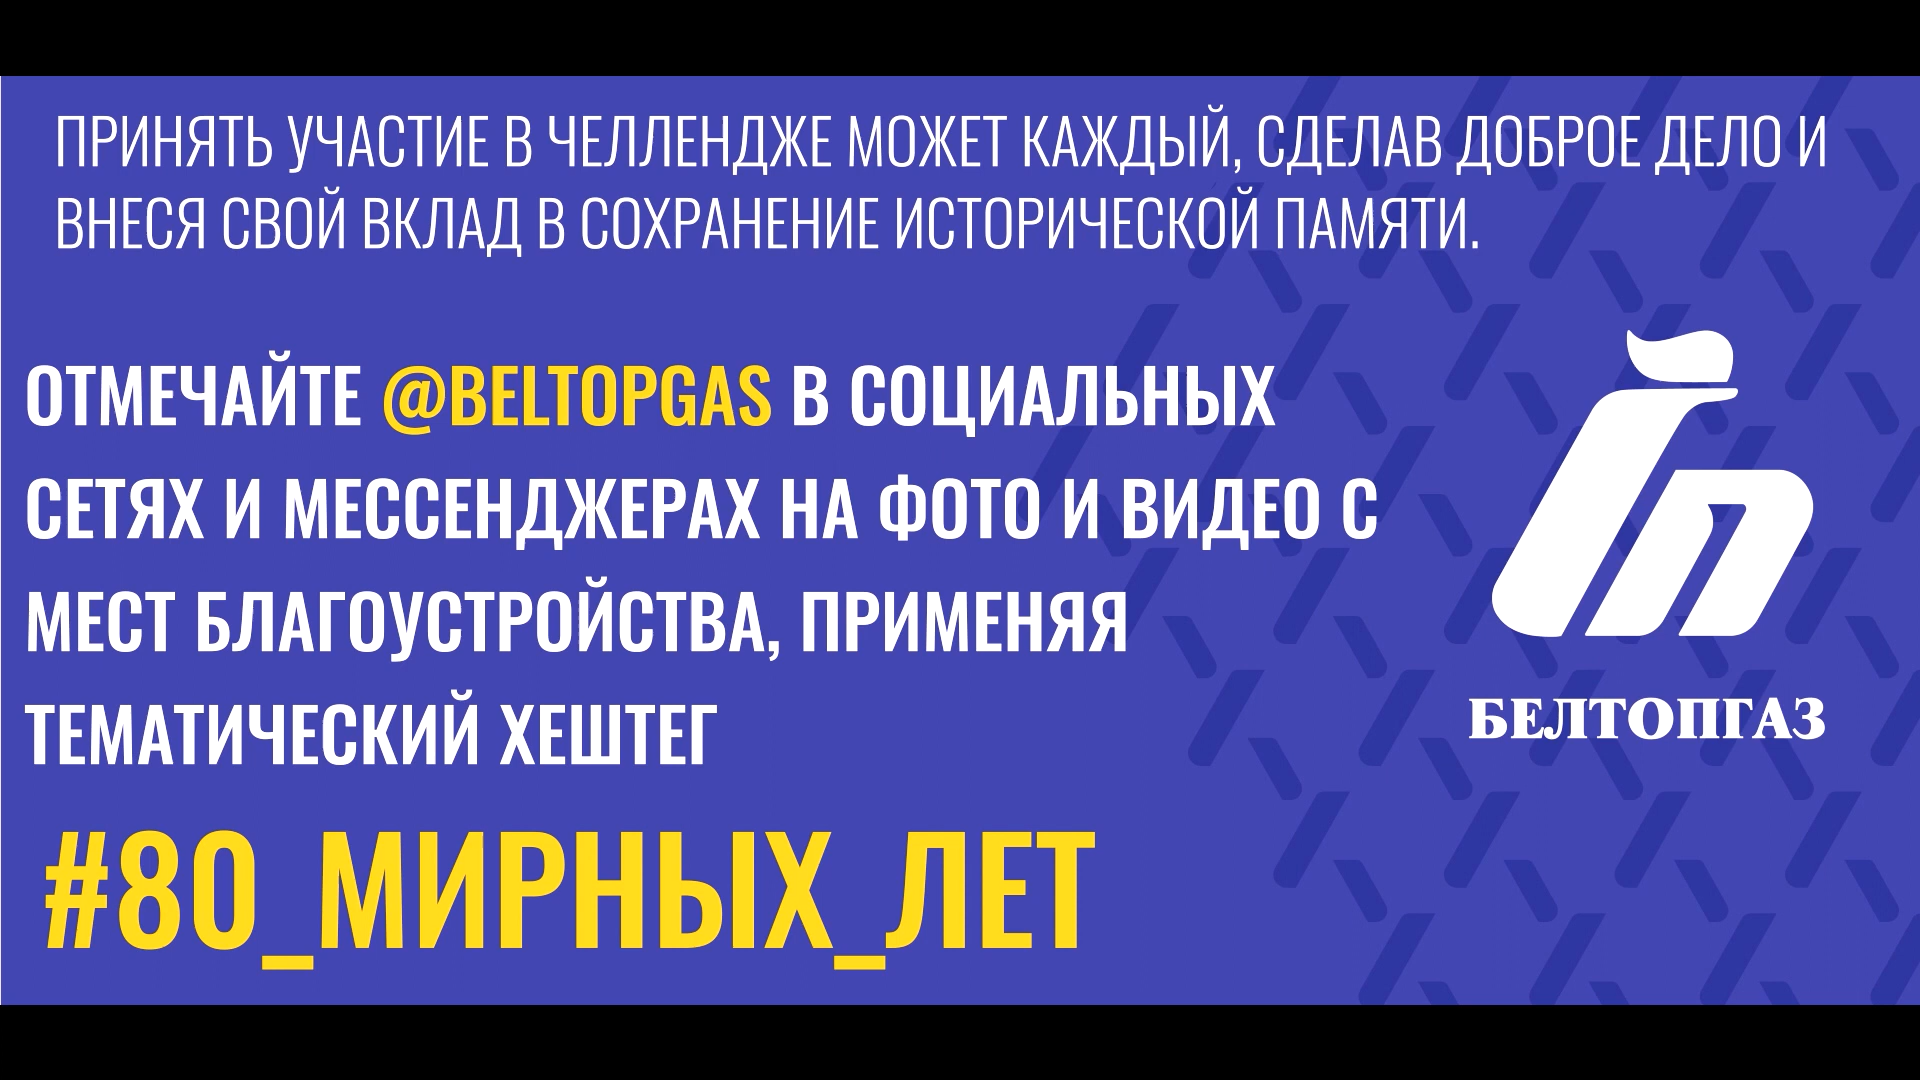 ПРИНЯТЬ УЧАСТИЕ В ЧЕЛЛЕНДЖЕ МОЖЕТ КАЖДЫЙ, СДЕЛАВ ДОБРОЕ ДЕЛО И
ВНЕСЯ СВОЙ ВКЛАД В СОХРАНЕНИЕ ИСТОРИЧЕСКОЙ ПАМЯТИ.
ОТМЕЧАЙТЕ @BELTOPGAS В СОЦИАЛЬНЫХ
СЕТЯХ И МЕССЕНДЖЕРАХ НА ФОТО И ВИДЕО С
МЕСТ БЛАГОУСТРОЙСТВА, ПРИМЕНЯЯ
ТЕМАТИЧЕСКИЙ ХЕШТЕГ
#80_МИРНЫХ_ЛЕТ
БЕЛТОПГАЗ